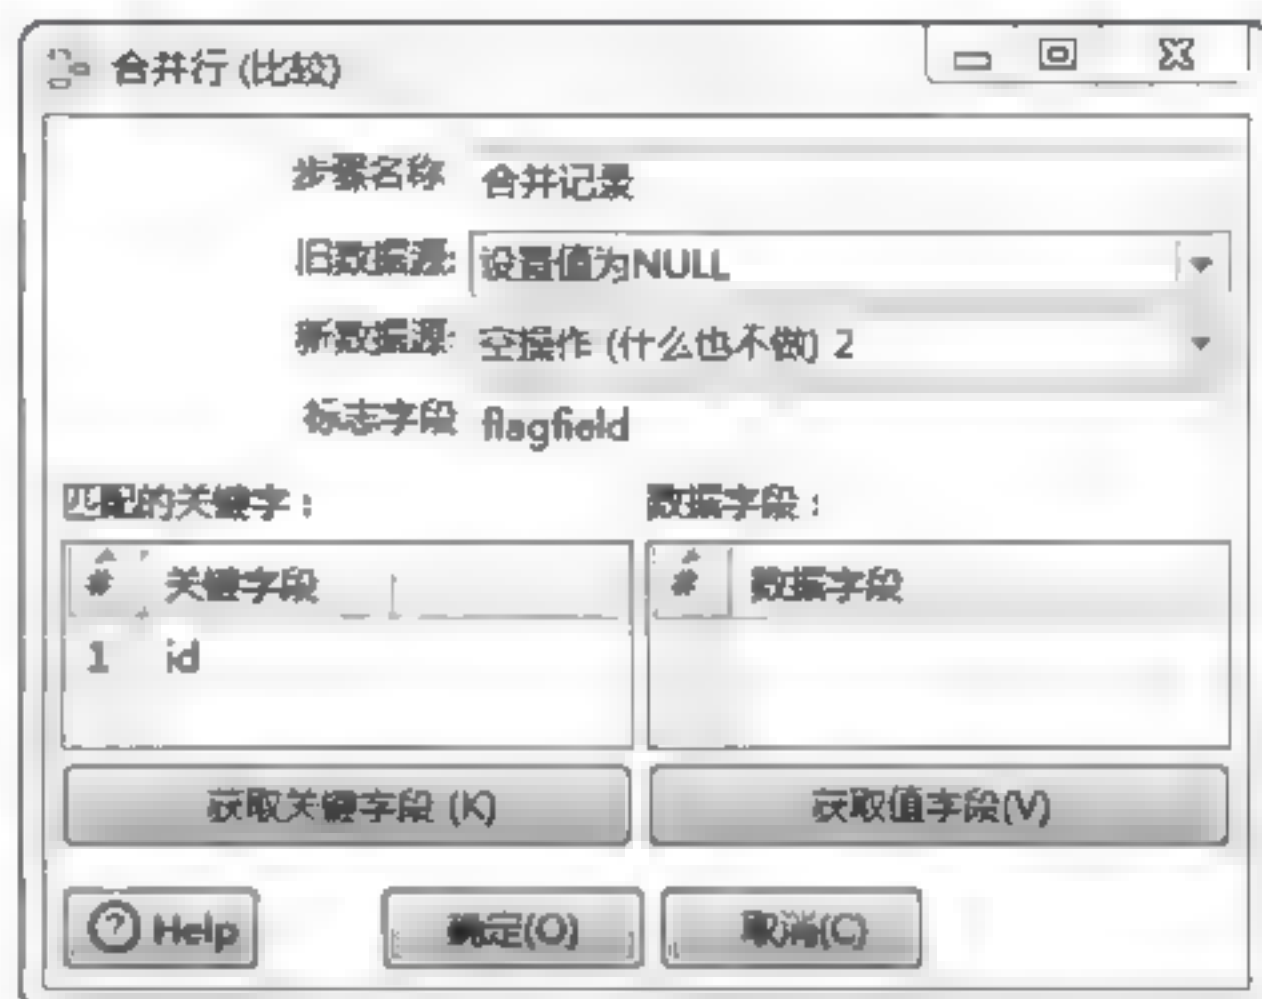 合并行 (比较)
步骤名称 合并记录
旧数据源: 设置值为NULL
新数据源: 空操作 (什么也不做) 2
标志字段 flagfield
匹配的关键字： 数据字段：
# 关键字段 # 数据字段
1 id
获取关键字段 (K) 获取值字段(V)
? Help 确定(O) 取消(C)